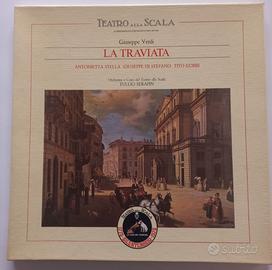 TEATRO ALLA SCALA
Giuseppe Verdi
LA TRAVIATA
ANTONIETTA STELLA GIUSEPPE DI STEFANO TITO GOBBI
Orchestra e Coro del Teatro alla Scala
TULLIO SERAFIN
subito